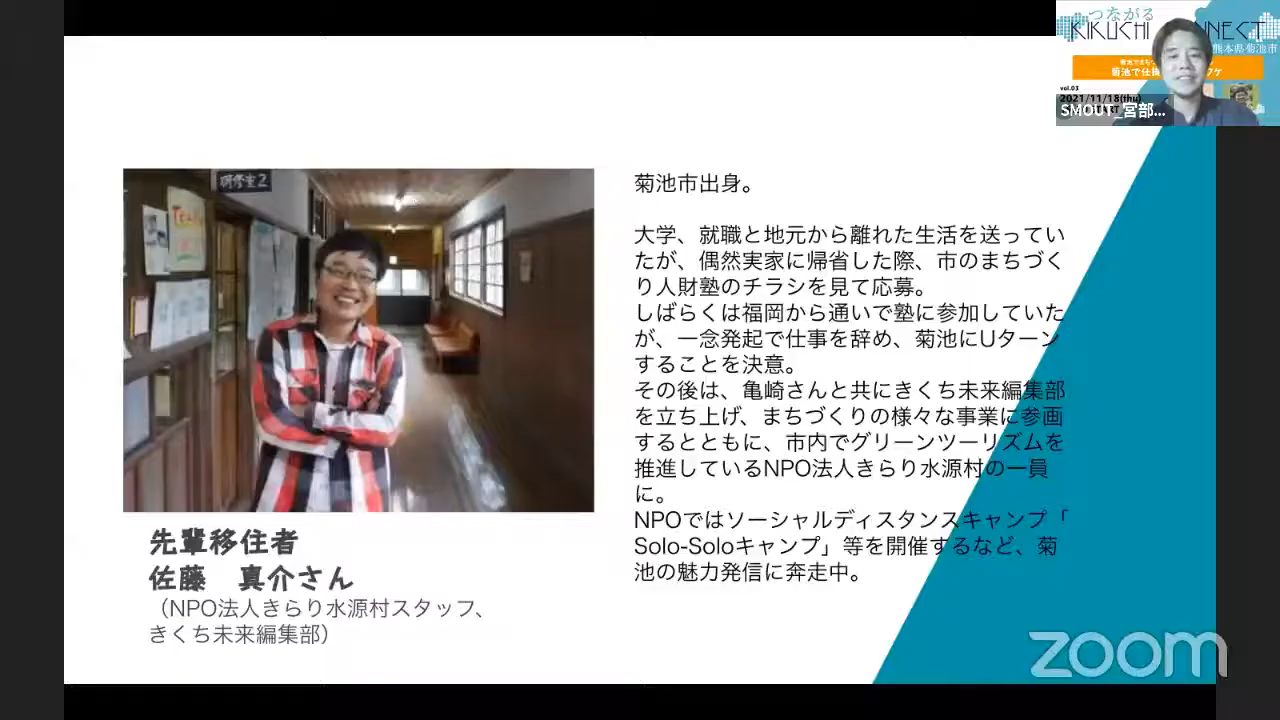 つながる
KIKUCHI
NNECT
熊本県菊池市
菊池で仕掛
vol.03
2021/11/18(thu)
SMOUT_宮部...
研修室2
菊池市出身。
大学、就職と地元から離れた生活を送ってい
たが、偶然実家に帰省した際、市のまちづく
り人財塾のチラシを見て応募。
しばらくは福岡から通いで塾に参加していた
が、一念発起で仕事を辞め、菊池にUターン
することを決意。
その後は、亀崎さんと共にきくち未来編集部
を立ち上げ、まちづくりの様々な事業に参画
するとともに、市内でグリーンツーリズムを
推進しているNPO法人きらり水源村の一員
に。
NPOではソーシャルディスタンスキャンプ「
Solo-Soloキャンプ」等を開催するなど、菊
池の魅力発信に奔走中。
先輩移住者
佐藤　真介さん
（NPO法人きらり水源村スタッフ、
きくち未来編集部）
zoom